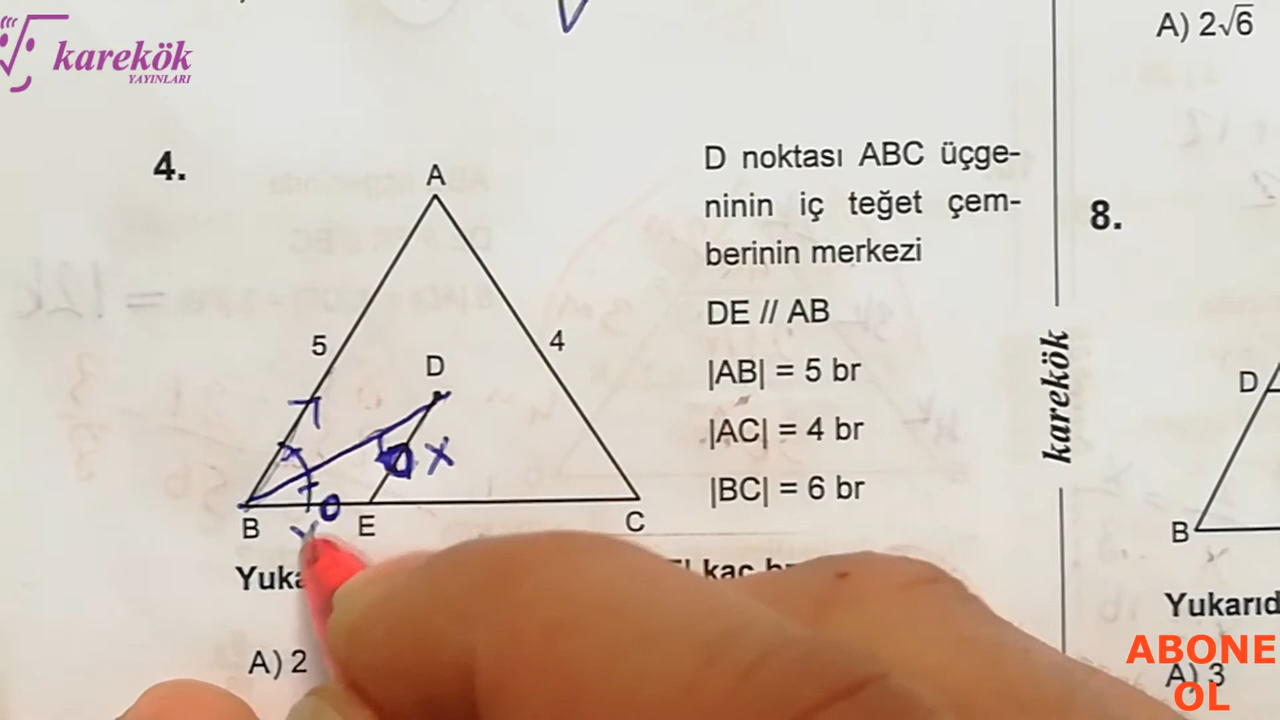 karekök
YAYINLARI
4.
A
5
4
D
x
B
E
C
D noktası ABC üçge-
ninin iç teğet çem-
berinin merkezi
DE // AB
|AB| = 5 br
|AC| = 4 br
|BC| = 6 br
kaç
A) 2
karekök
A) 2√6
8.
D
B
Yukarıd
A) 3
ABONE
OL